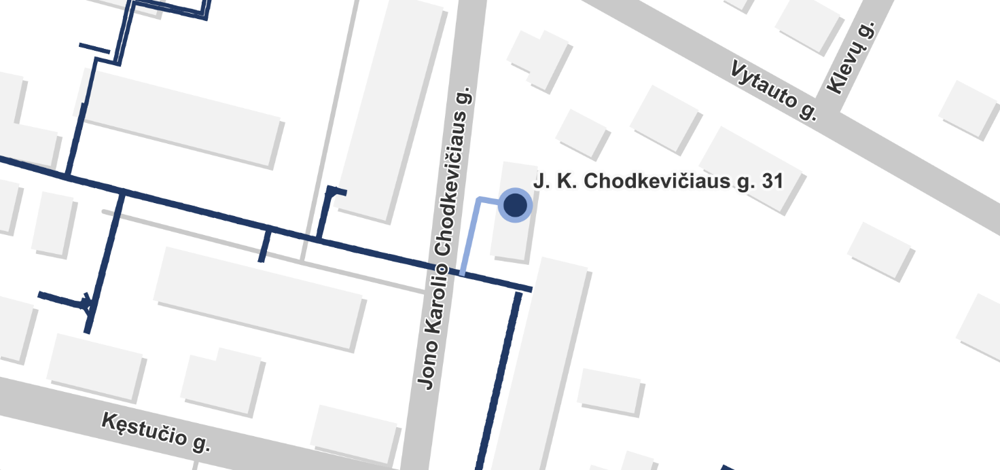 Klevų g.
Vytauto g.
Jono Karolio Chodkevičiaus g.
J. K. Chodkevičiaus g. 31
Kęstučio g.